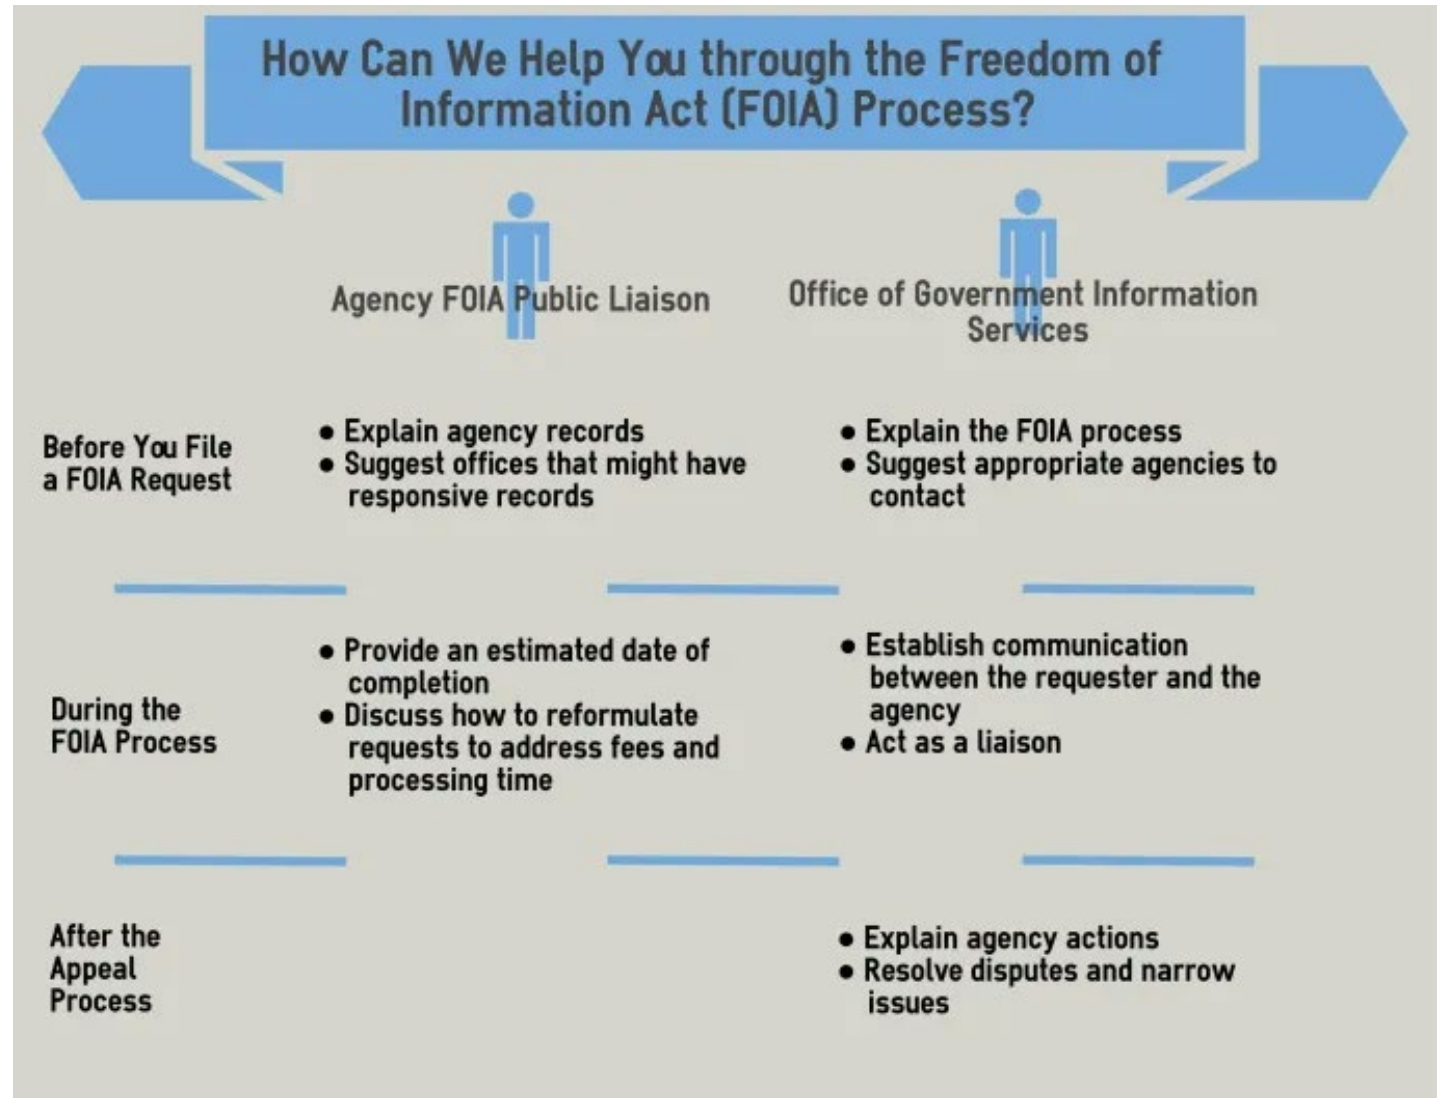 How Can We Help You through the Freedom of
Information Act (FOIA) Process?
Agency FOIA Public Liaison
Office of Government Information
Services
Before You File
a FOIA Request
● Explain agency records
● Suggest offices that might have
responsive records
● Explain the FOIA process
● Suggest appropriate agencies to
contact
During the
FOIA Process
● Provide an estimated date of
completion
● Discuss how to reformulate
requests to address fees and
processing time
● Establish communication
between the requester and the
agency
● Act as a liaison
After the
Appeal
Process
● Explain agency actions
● Resolve disputes and narrow
issues